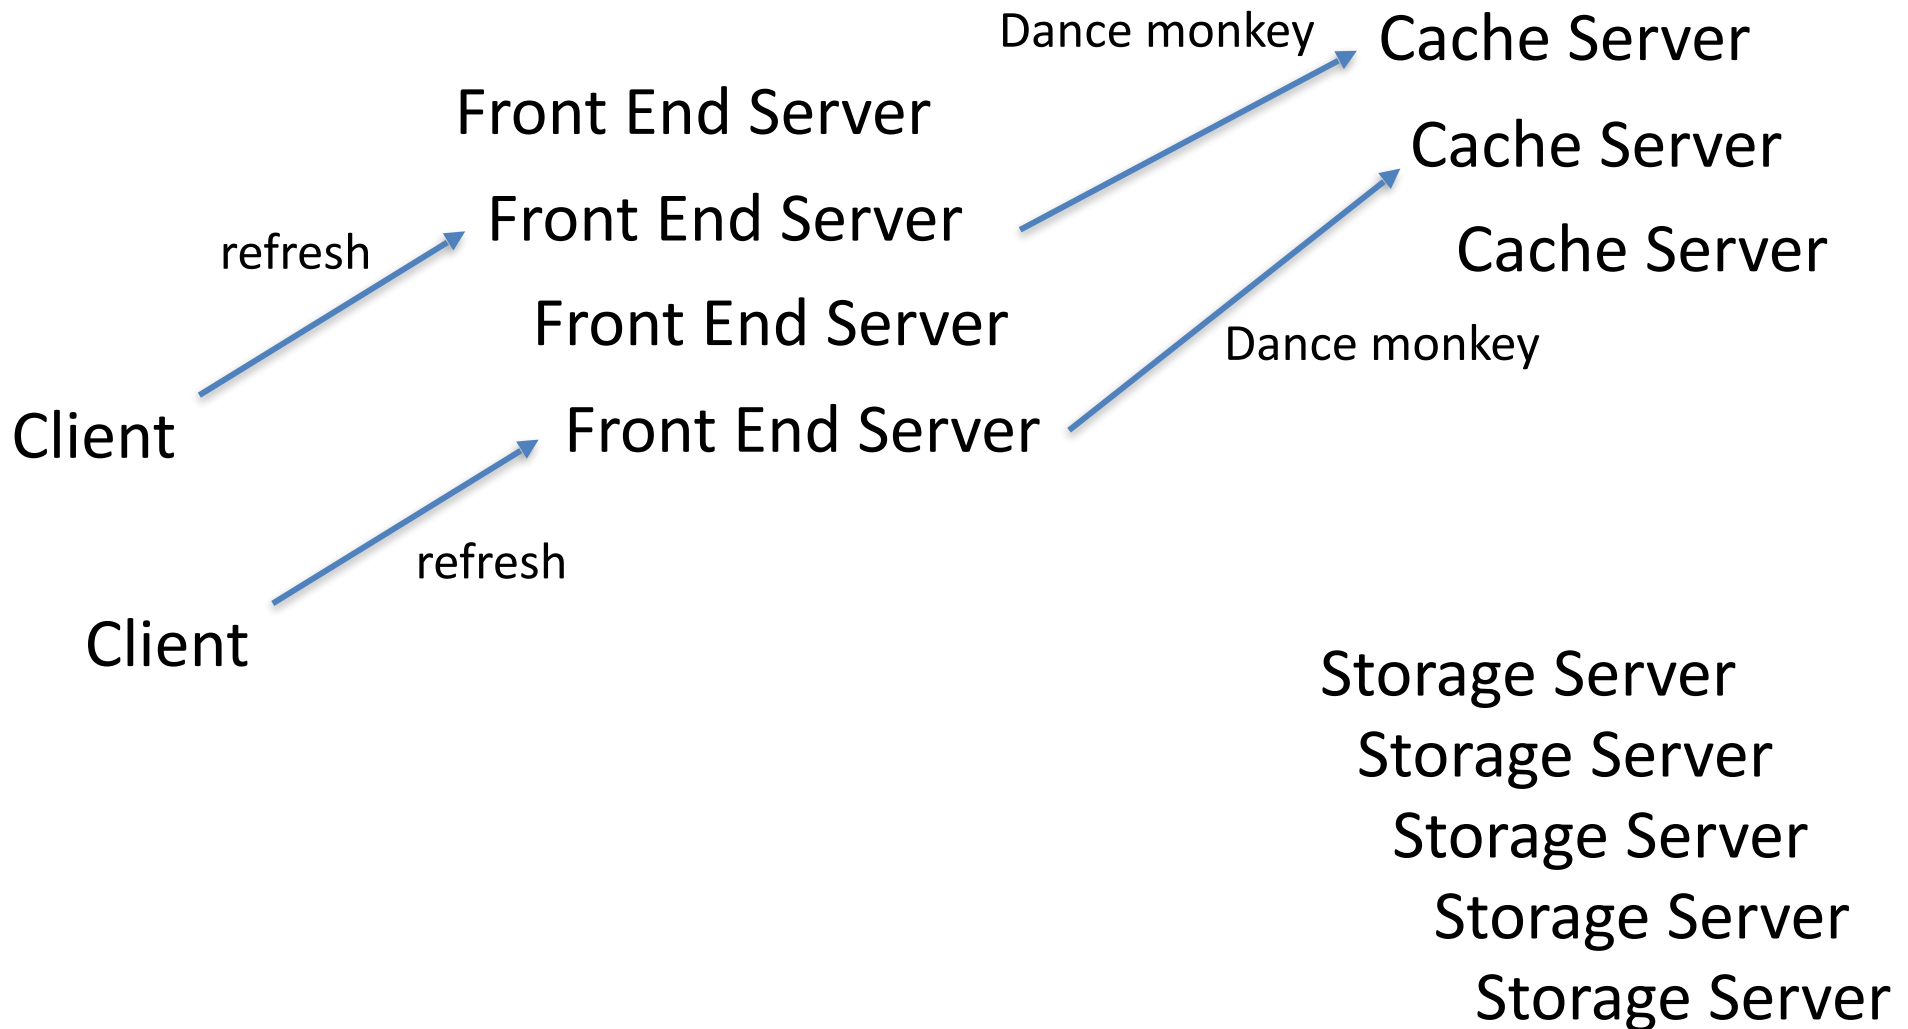 Dance monkey
Cache Server
Front End Server
Cache Server
Front End Server
refresh
Cache Server
Front End Server
Dance monkey
Client
Front End Server
refresh
Client
Storage Server
Storage Server
Storage Server
Storage Server
Storage Server